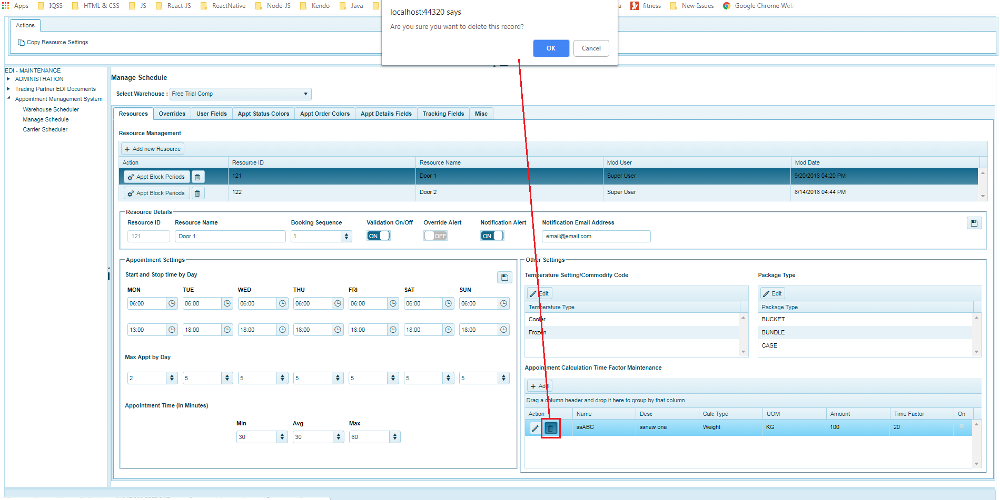 Apps IQSS HTML & CSS JS React-JS ReactNative Node-JS Kendo Java fitness New-Issues Google Chrome Web
localhost:44320 says
Are you sure you want to delete this record?
OK Cancel
Actions
Copy Resource Settings
EDI - MAINTENANCE
ADMINISTRATION
Trading Partner EDI Documents
Appointment Management System
Warehouse Scheduler
Manage Schedule
Carrier Scheduler
Manage Schedule
Select Warehouse : Free Trial Comp
Resources Overrides User Fields Appt Status Colors Appt Order Colors Appt Details Fields Tracking Fields Misc
Resource Management
Add new Resource
Action Resource ID Resource Name Mod User Mod Date
Appt Block Periods 121 Door 1 Super User 9/20/2018 04:20 PM
Appt Block Periods 122 Door 2 Super User 8/14/2018 04:44 PM
Resource Details
Resource ID Resource Name Booking Sequence Validation On/Off Override Alert Notification Alert Notification Email Address
121 Door 1 1 ON OFF ON email@email.com
Appointment Settings
Start and Stop time by Day
MON TUE WED THU FRI SAT SUN
06:00 06:00 06:00 06:00 06:00 06:00 06:00
13:00 18:00 18:00 18:00 18:00 18:00 18:00
Max Appt by Day
2 5 5 5 5 5 5
Appointment Time (In Minutes)
Min Avg Max
30 30 60
Other Settings
Temperature Setting/Commodity Code
Edit
Temperature Type
Cooler
Frozen
Package Type
Edit
Package Type
BUCKET
BUNDLE
CASE
Appointment Calculation Time Factor Maintenance
Add
Drag a column header and drop it here to group by that column
Action Name Desc Calc Type UOM Amount Time Factor On
ssABC ssnew one Weight KG 100 20